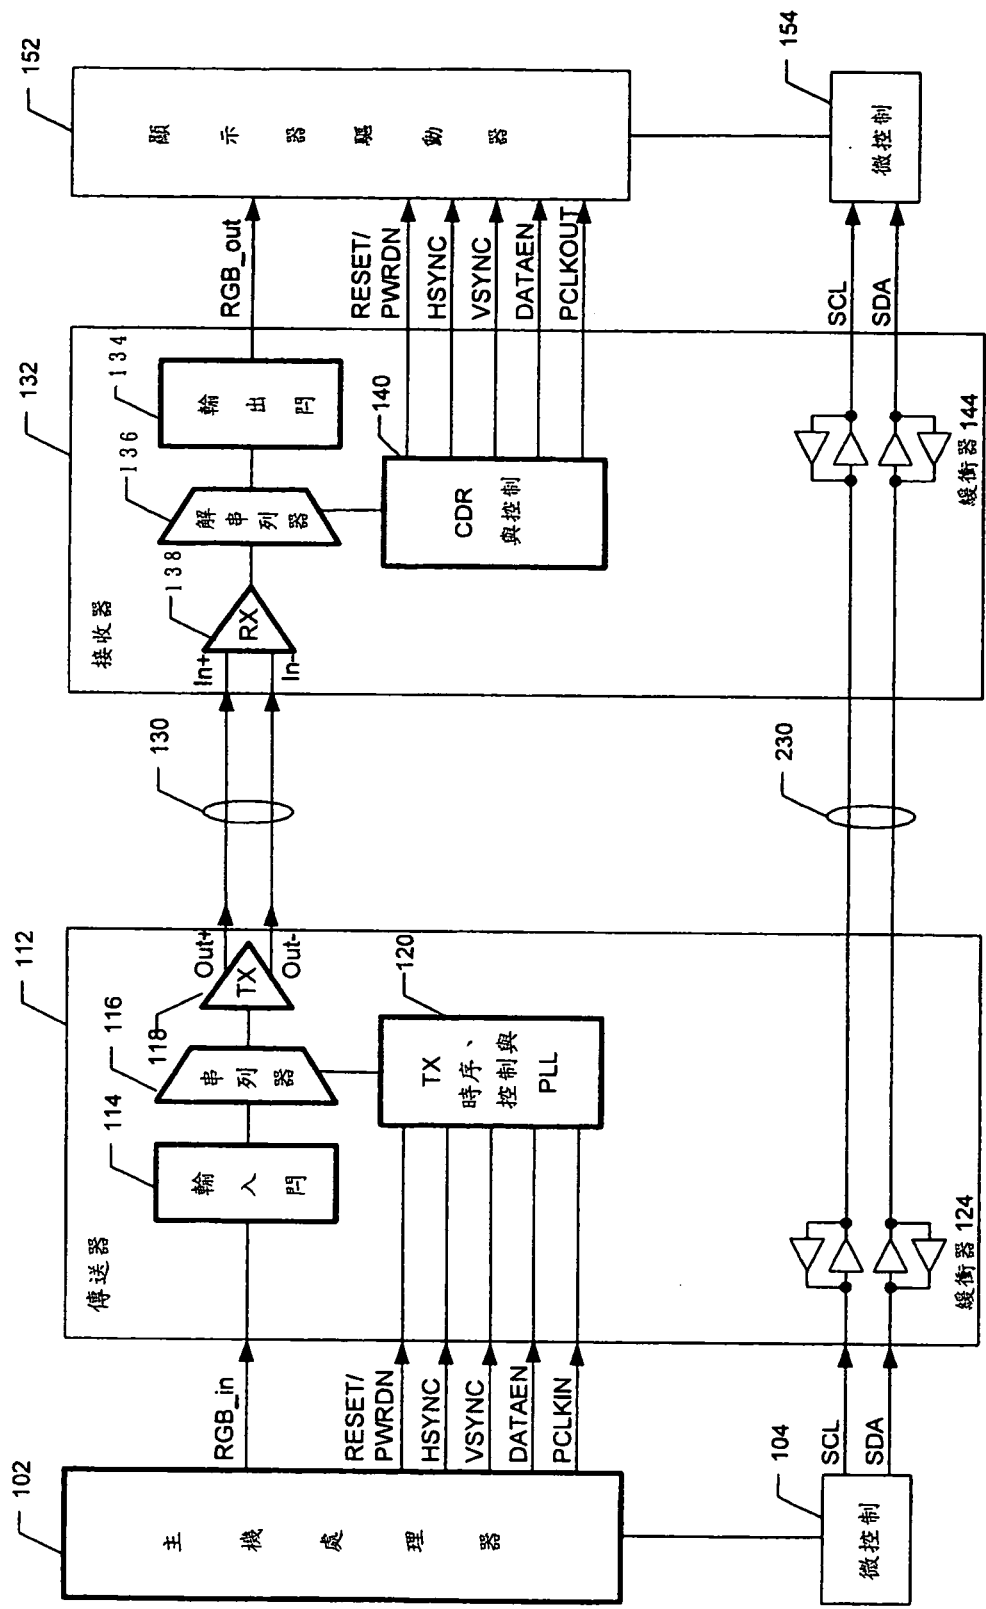 102
主機處理器
RGB_in
RESET/
PWRDN
HSYNC
VSYNC
DATAEN
PCLKIN
104
微控制
SCL
SDA
112
傳送器
114
輸入閂
116
串列器
118
TX
Out+
Out-
120
TX
時序、
控制與
PLL
緩衝器 124
130
230
132
接收器
In+
In-
138
RX
136
解串列器
134
輸出閂
140
CDR
與控制
緩衝器 144
RGB_out
RESET/
PWRDN
HSYNC
VSYNC
DATAEN
PCLKOUT
SCL
SDA
152
顯示器驅動器
154
微控制